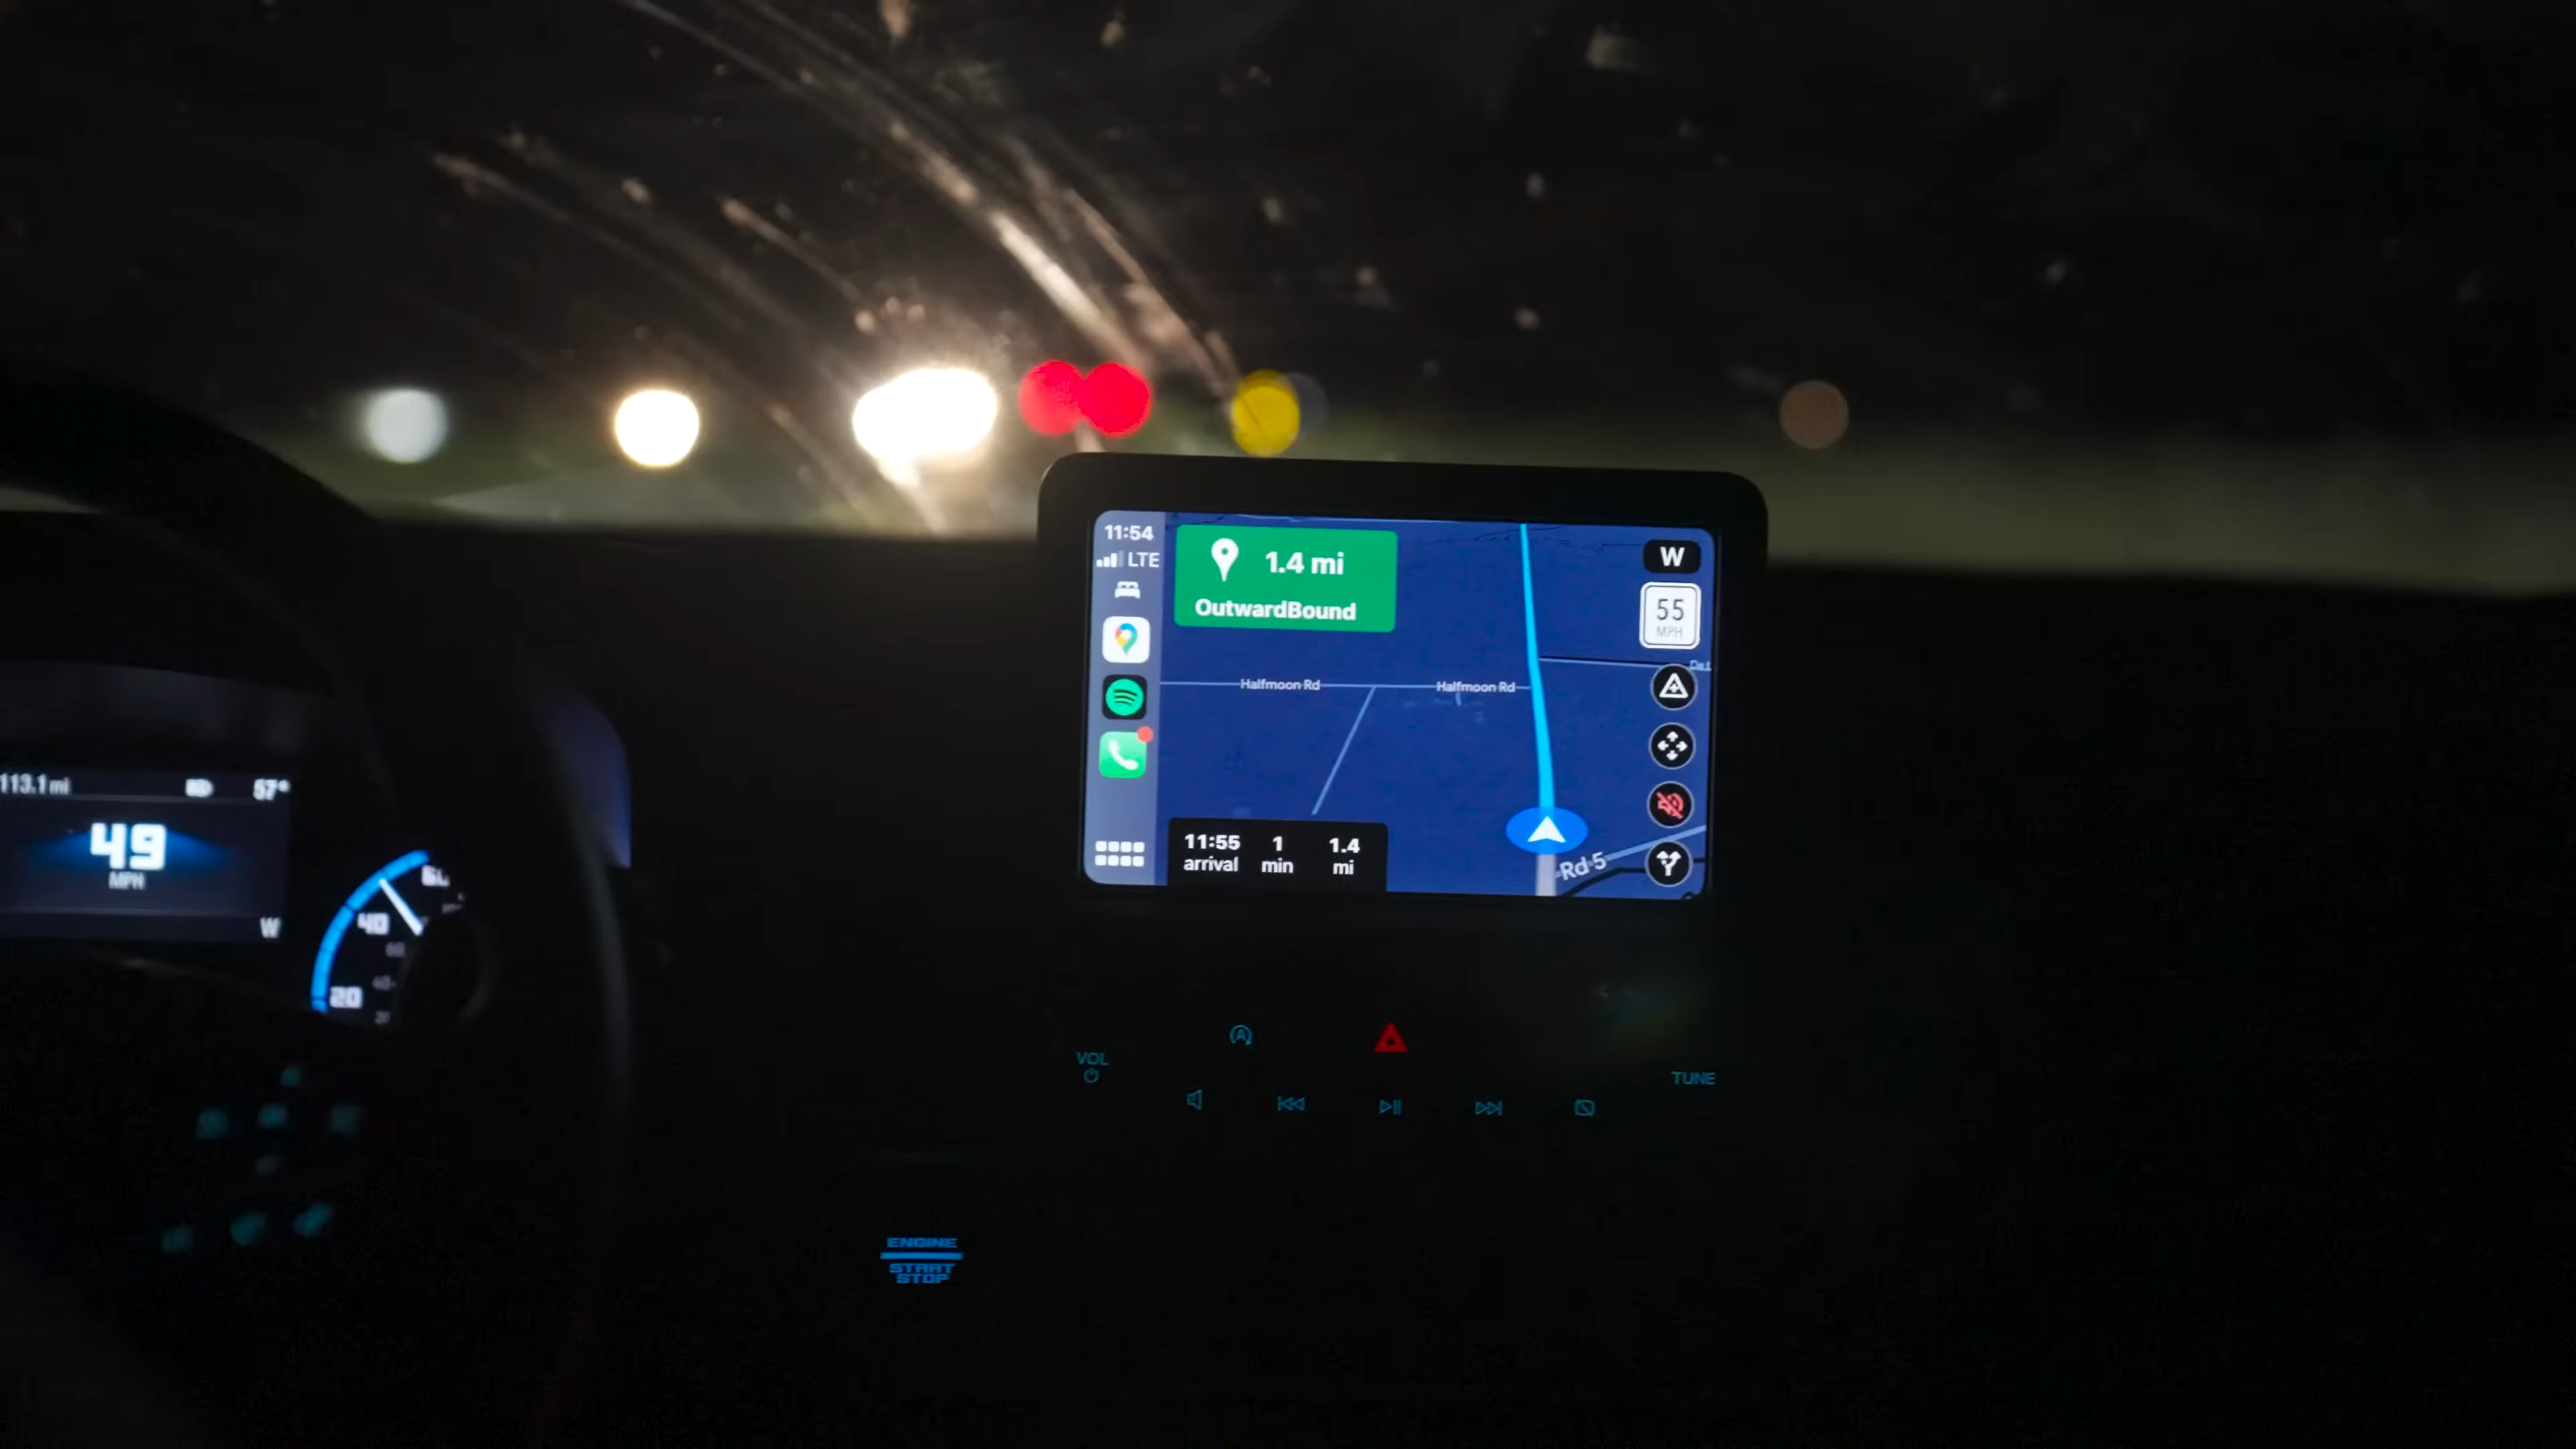 11:54
LTE
1.4 mi
OutwardBound
W
55
MPH
Halfmoon Rd
Halfmoon Rd
11:55
1
1.4
arrival
min
mi
Rd 5
113.1 mi
57°
49
MPH
W
60
40
20
VOL
TUNE
ENGINE
START
STOP